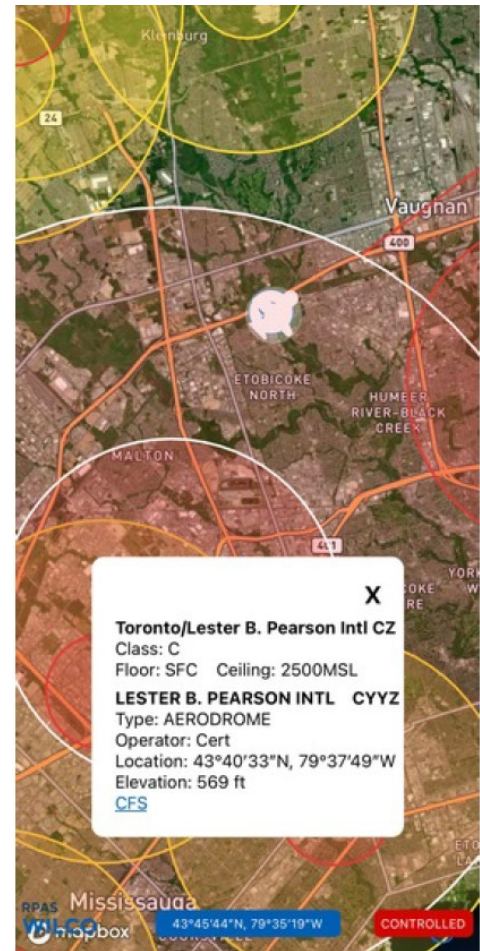 Kleinburg
24
Vaughan
400
ETOBICOKE
NORTH
HUMBER
RIVER-BLACK
CREEK
MALTON
401
X
Toronto/Lester B. Pearson Intl CZ
Class: C
Floor: SFC Ceiling: 2500MSL
LESTER B. PEARSON INTL CYYZ
Type: AERODROME
Operator: Cert
Location: 43°40'33"N, 79°37'49"W
Elevation: 569 ft
CFS
Mississauga
RPAS
WILCO
mapbox
43°45'44"N, 79°35'19"W
CONTROLLED